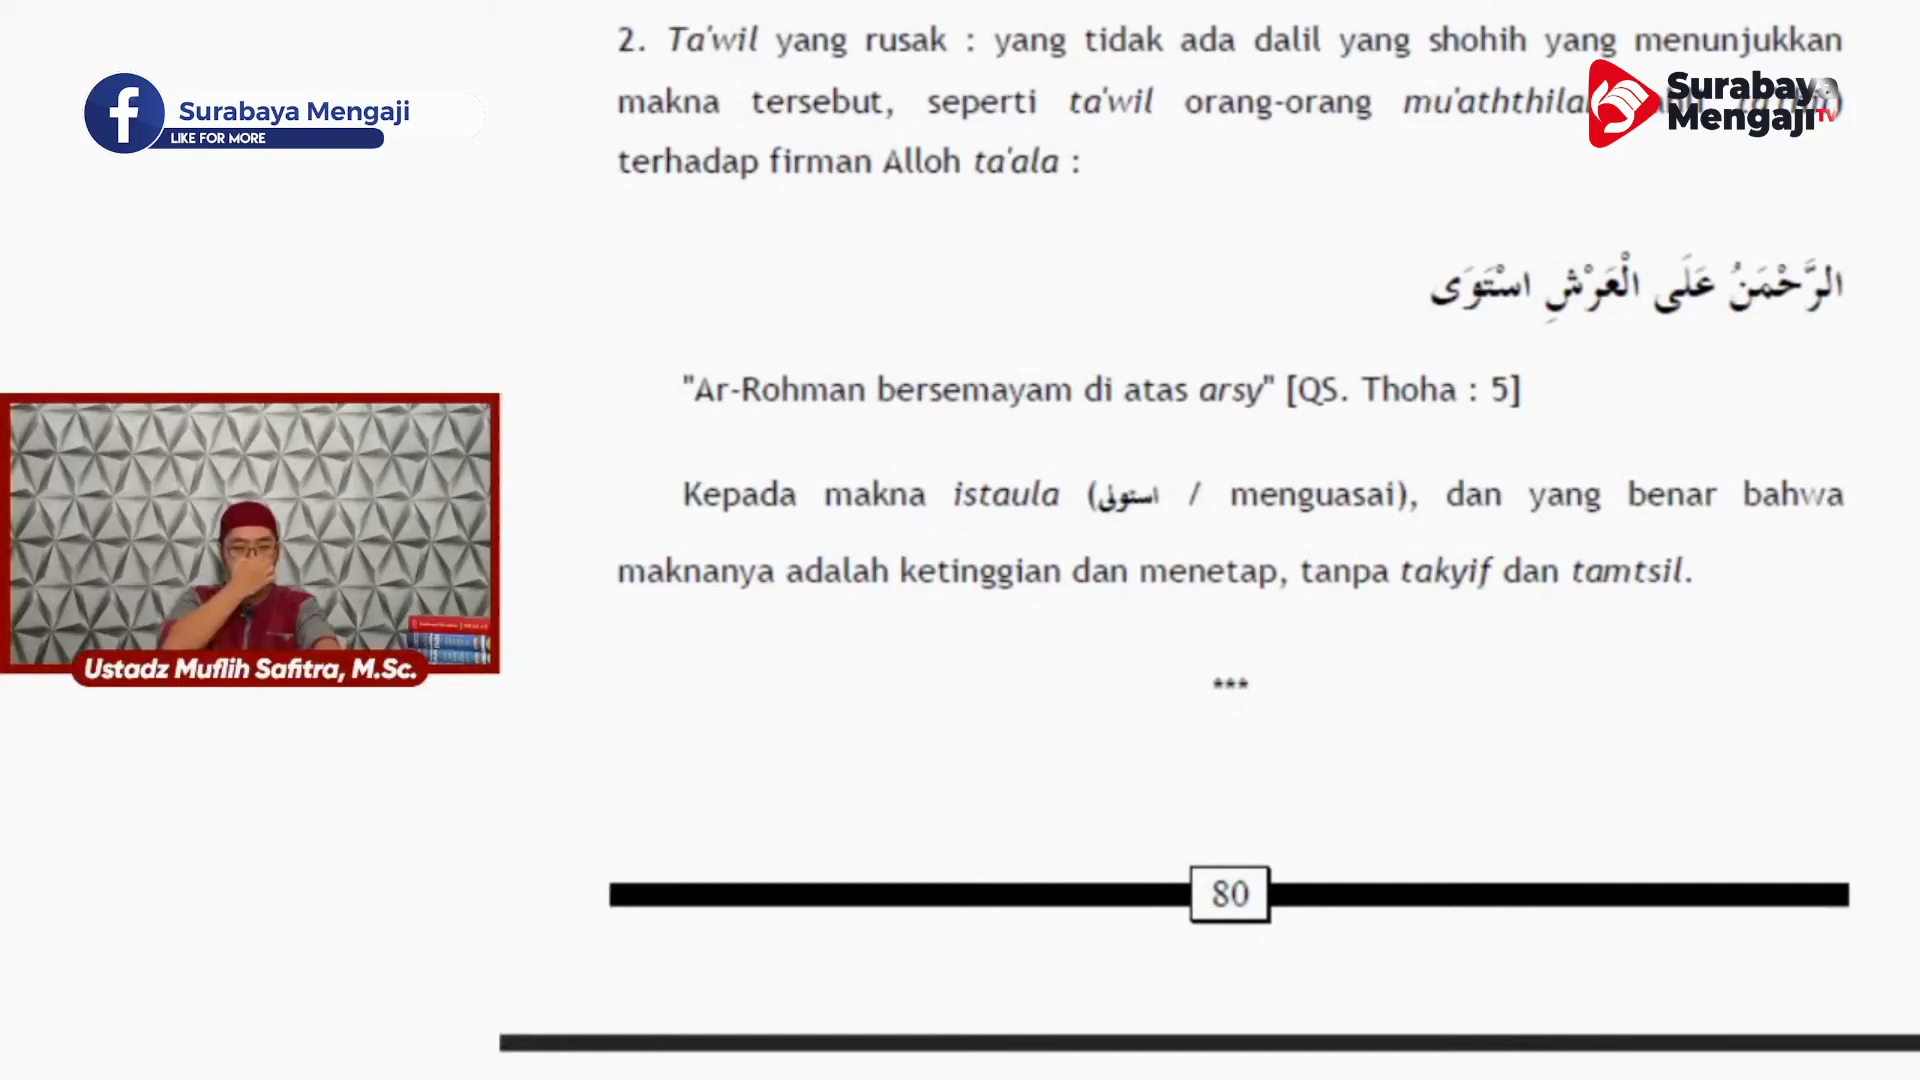 2. Ta'wil yang rusak : yang tidak ada dalil yang shohih yang menunjukkan
makna tersebut, seperti ta'wil orang-orang
terhadap firman Alloh ta'ala :
الرَّحْمَنُ عَلَى الْعَرْشِ اسْتَوَى
"Ar-Rohman bersemayam di atas arsy" [QS. Thoha : 5]
Kepada makna istaula (استولى / menguasai), dan yang benar bahwa
maknanya adalah ketinggian dan menetap, tanpa takyif dan tamtsil.
***
80
Surabaya Mengaji
LIKE FOR MORE
Surabaya
Mengaji TV
Ustadz Muflih Safitra, M.Sc.